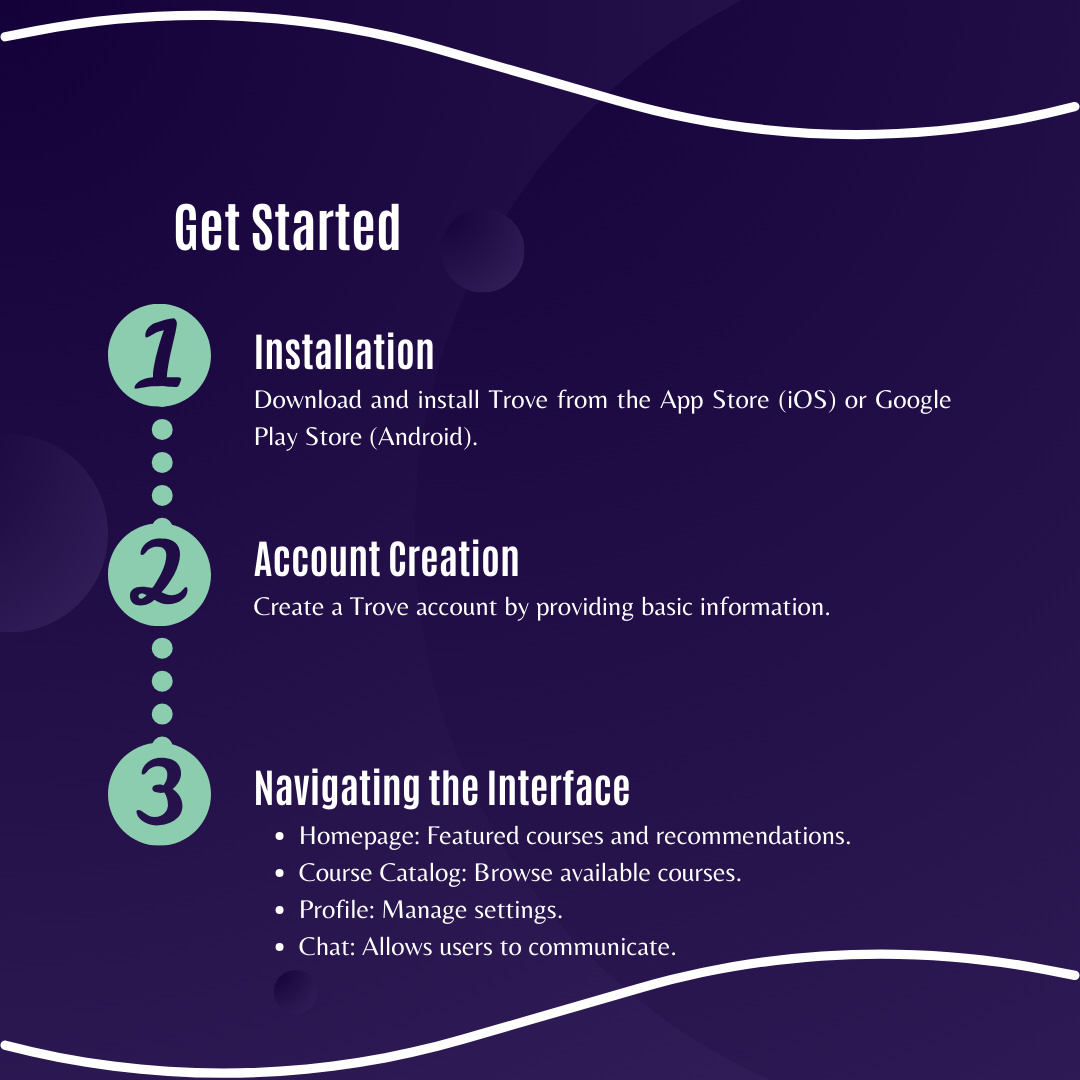 Get Started
1
Installation
Download and install Trove from the App Store (iOS) or Google
Play Store (Android).
2
Account Creation
Create a Trove account by providing basic information.
3
Navigating the Interface
• Homepage: Featured courses and recommendations.
• Course Catalog: Browse available courses.
• Profile: Manage settings.
• Chat: Allows users to communicate.